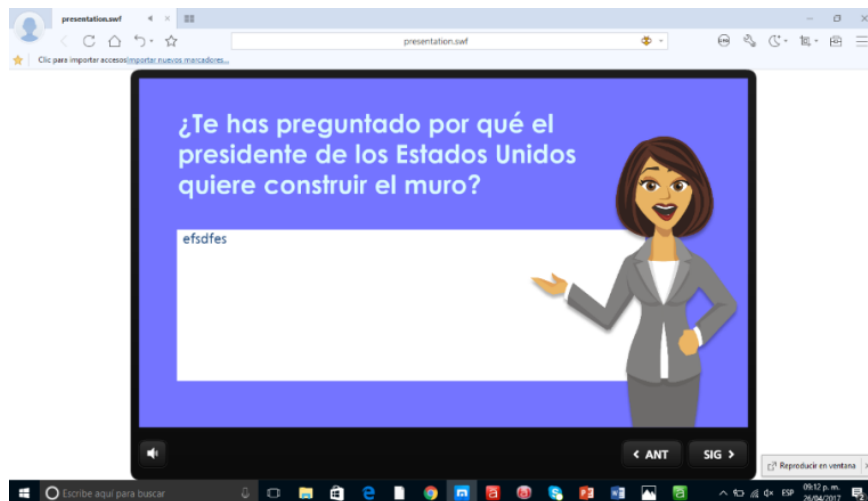 presentation.swf
presentation.swf
Clic para importar accesos
importar nuevos marcadores...
¿Te has preguntado por qué el
presidente de los Estados Unidos
quiere construir el muro?
efsdfes
< ANT
SIG >
Reproducir en ventana
Escribe aquí para buscar
ESP
09:12 p. m.
26/04/2017